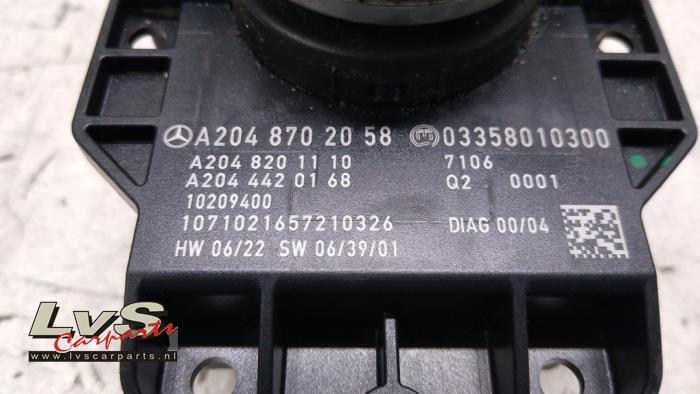 A204 870 20 58 03358010300
A204 820 11 10 7106
A204 442 01 68 Q2 0001
10209400
1071021657210326 DIAG 00/04
HW 06/22 SW 06/39/01
LvS
Carparts
www.lvscarparts.nl